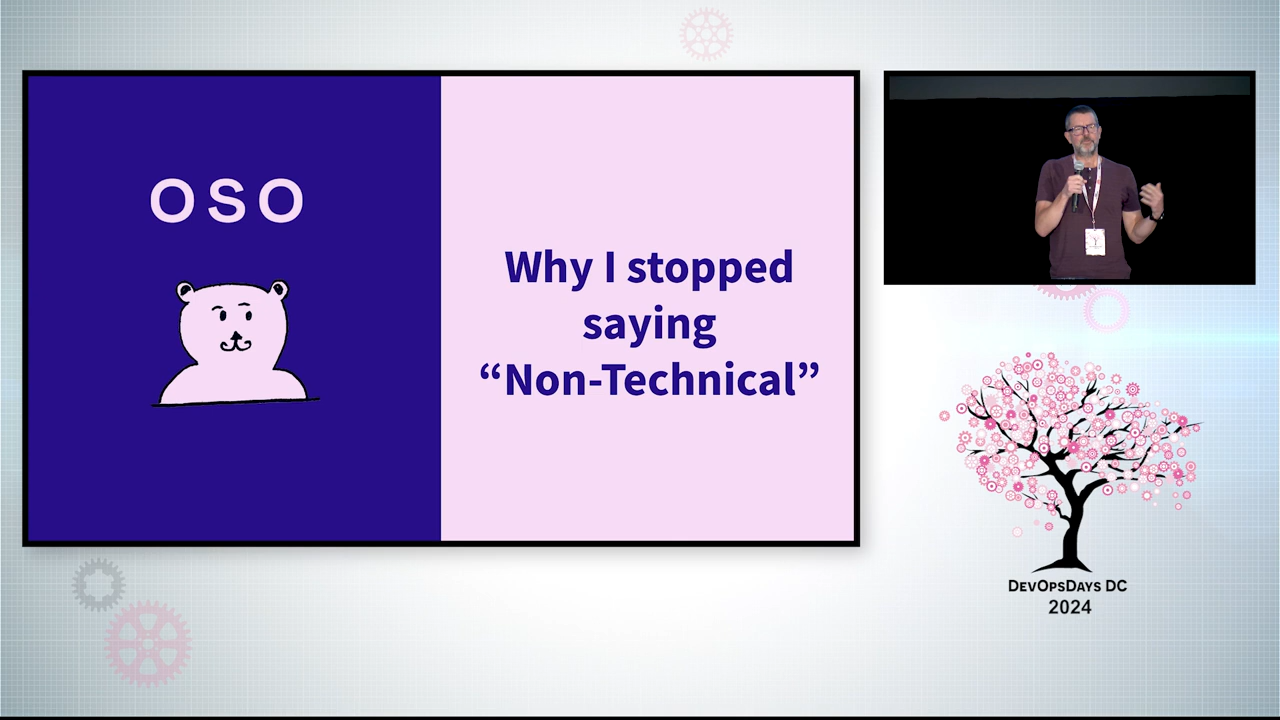 OSO
Why I stopped
saying
“Non-Technical”
DevOpsDays DC
2024